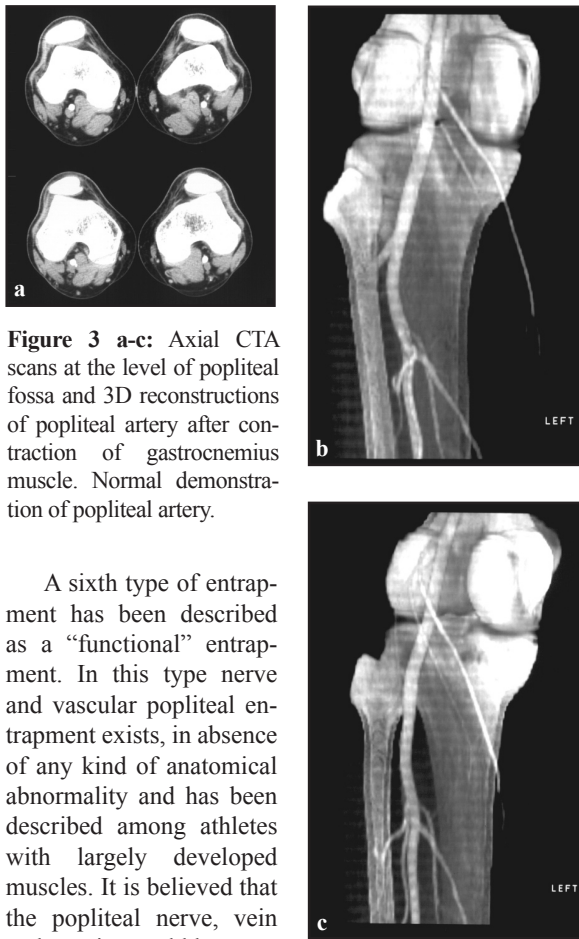 a
Figure 3 a-c: Axial CTA
scans at the level of popliteal
fossa and 3D reconstructions
of popliteal artery after con-
traction of gastrocnemius
muscle. Normal demonstra-
tion of popliteal artery.
A sixth type of entrap-
ment has been described
as a “functional” entrap-
ment. In this type nerve
and vascular popliteal en-
trapment exists, in absence
of any kind of anatomical
abnormality and has been
described among athletes
with largely developed
muscles. It is believed that
the popliteal nerve, vein
LEFT
b
LEFT
c